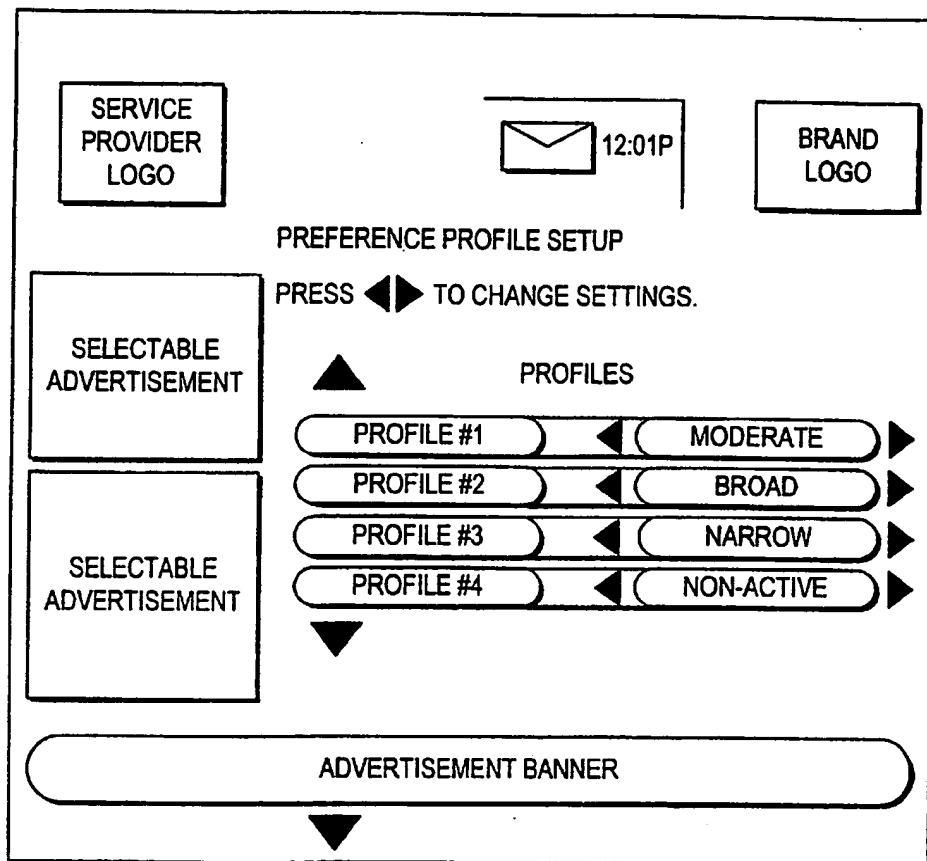 SERVICE
PROVIDER
LOGO
12:01P
BRAND
LOGO
PREFERENCE PROFILE SETUP
PRESS ◀▶ TO CHANGE SETTINGS.
SELECTABLE
ADVERTISEMENT
PROFILES
PROFILE #1 MODERATE
PROFILE #2 BROAD
PROFILE #3 NARROW
PROFILE #4 NON-ACTIVE
SELECTABLE
ADVERTISEMENT
ADVERTISEMENT BANNER